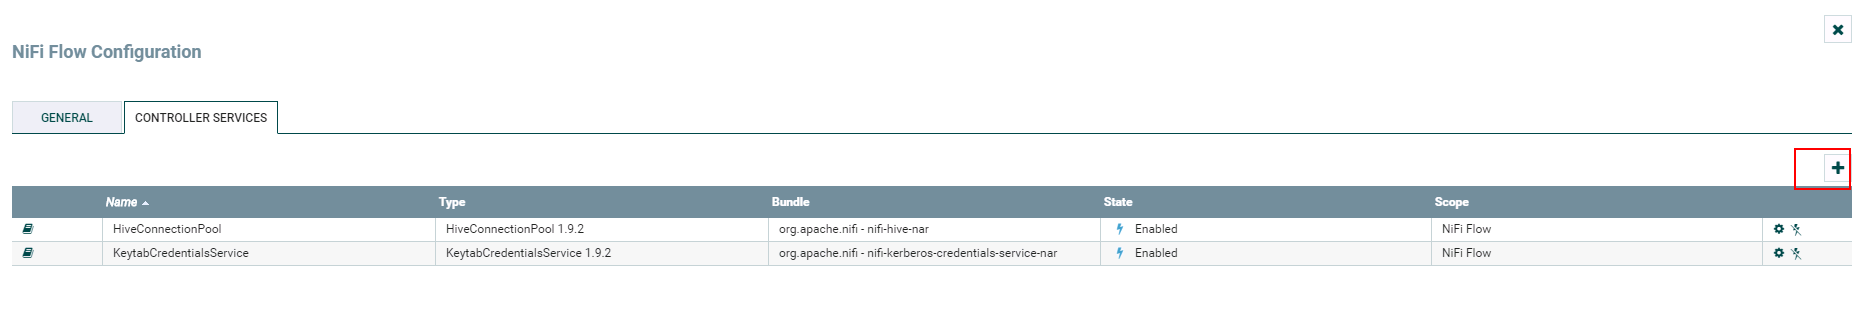 NiFi Flow Configuration
GENERAL CONTROLLER SERVICES
Name Type Bundle State Scope
HiveConnectionPool HiveConnectionPool 1.9.2 org.apache.nifi - nifi-hive-nar Enabled NiFi Flow
KeytabCredentialsService KeytabCredentialsService 1.9.2 org.apache.nifi - nifi-kerberos-credentials-service-nar Enabled NiFi Flow